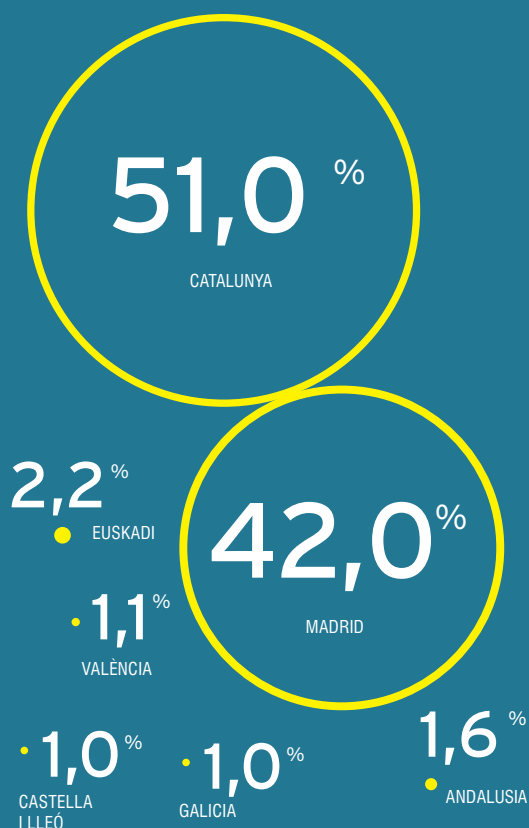 51,0 %
CATALUNYA
2,2 %
EUSKADI
42,0 %
MADRID
1,1 %
VALÈNCIA
1,0 %
CASTELLA
I LLEÓ
1,0 %
GALICIA
1,6 %
ANDALUSIA